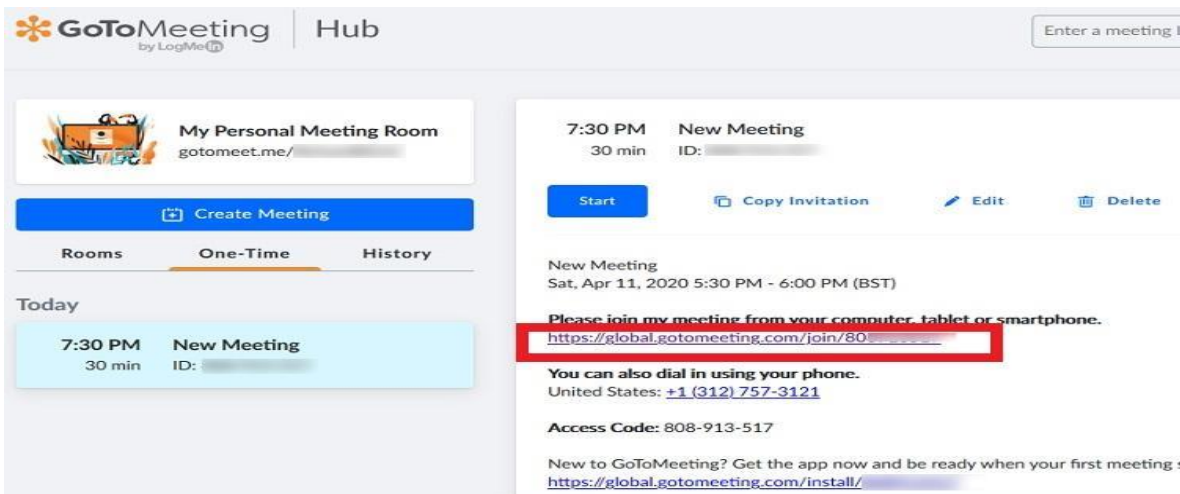 GoToMeeting Hub
by LogMeIn
Enter a meeting
My Personal Meeting Room
gotomeet.me/
Create Meeting
Rooms One-Time History
Today
7:30 PM New Meeting
30 min ID:
7:30 PM New Meeting
30 min ID:
Start Copy Invitation Edit Delete
New Meeting
Sat, Apr 11, 2020 5:30 PM - 6:00 PM (BST)
Please join my meeting from your computer, tablet or smartphone.
https://global.gotomeeting.com/join/80
You can also dial in using your phone.
United States: +1 (312) 757-3121
Access Code: 808-913-517
New to GoToMeeting? Get the app now and be ready when your first meeting
https://global.gotomeeting.com/install/